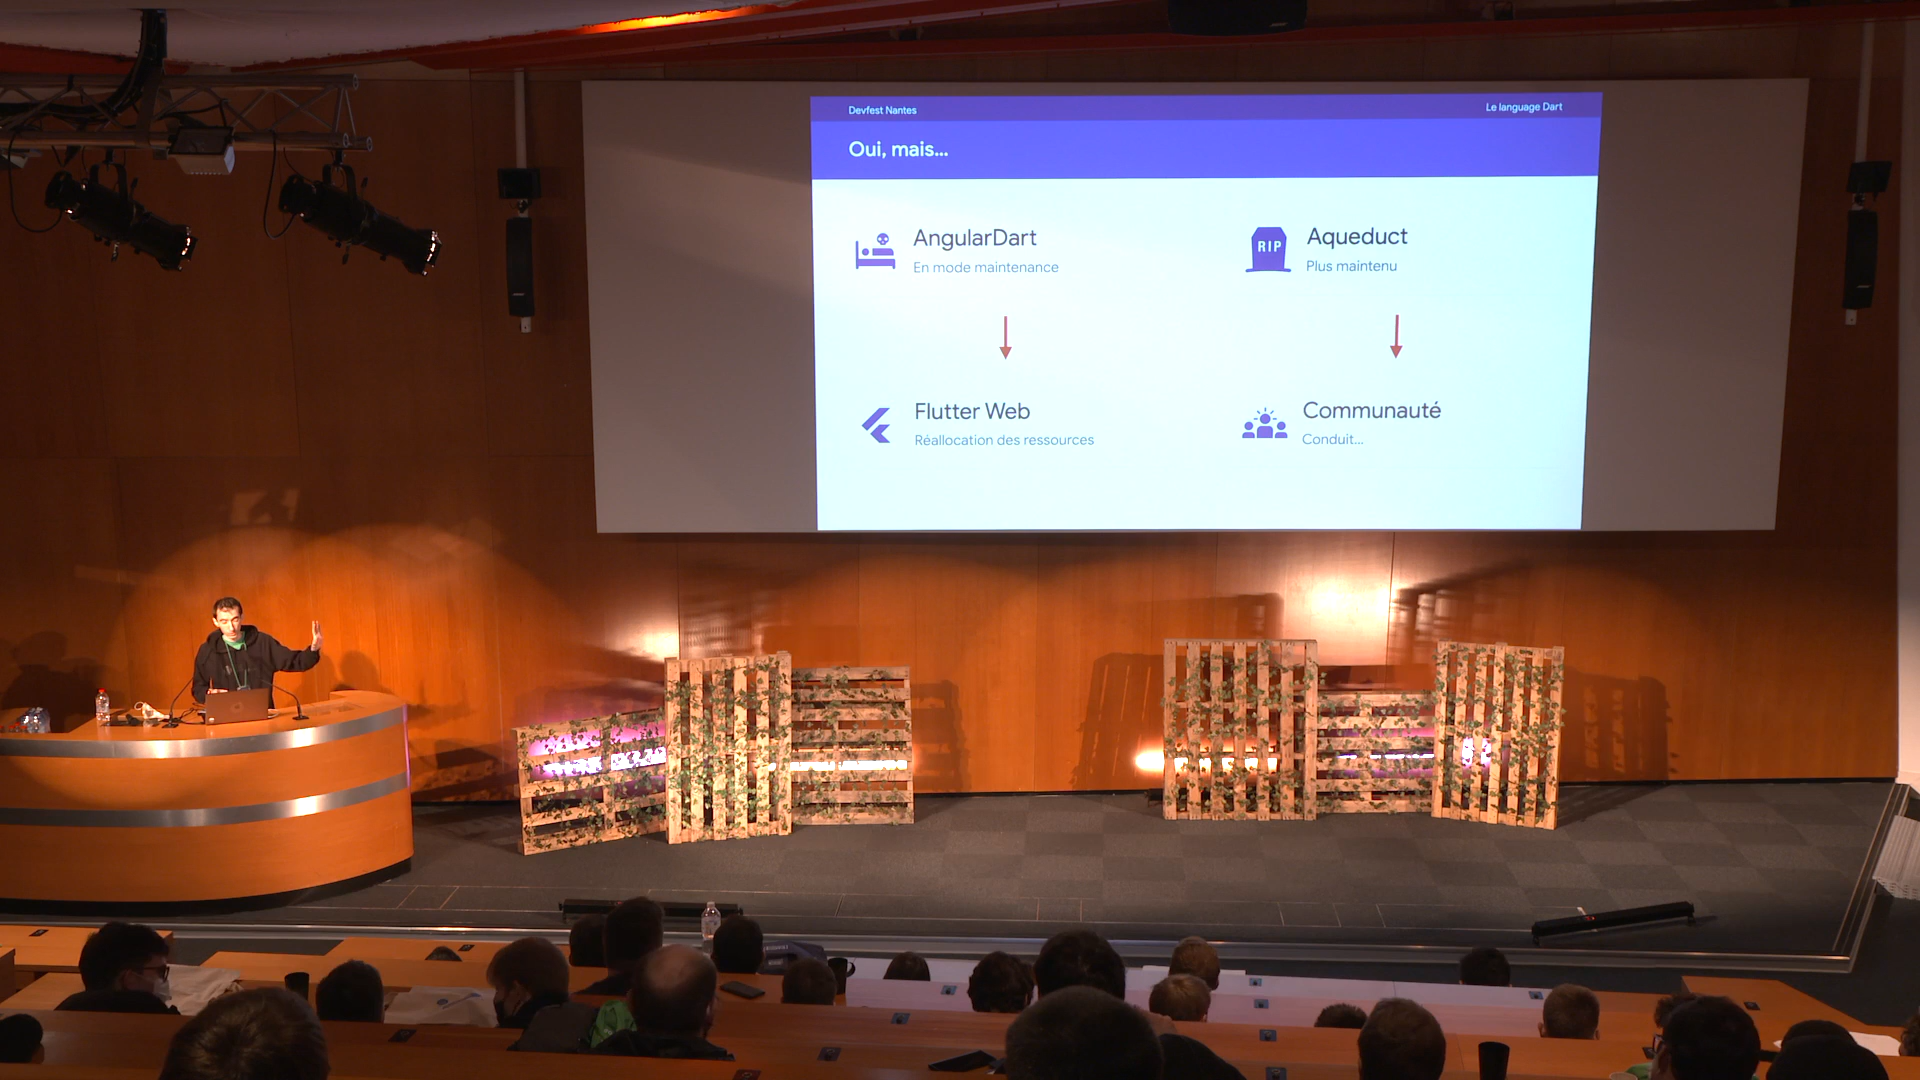 Devfest Nantes
Le language Dart
Oui, mais...
AngularDart
En mode maintenance
RIP
Aqueduct
Plus maintenu
Flutter Web
Réallocation des ressources
Communauté
Conduit...